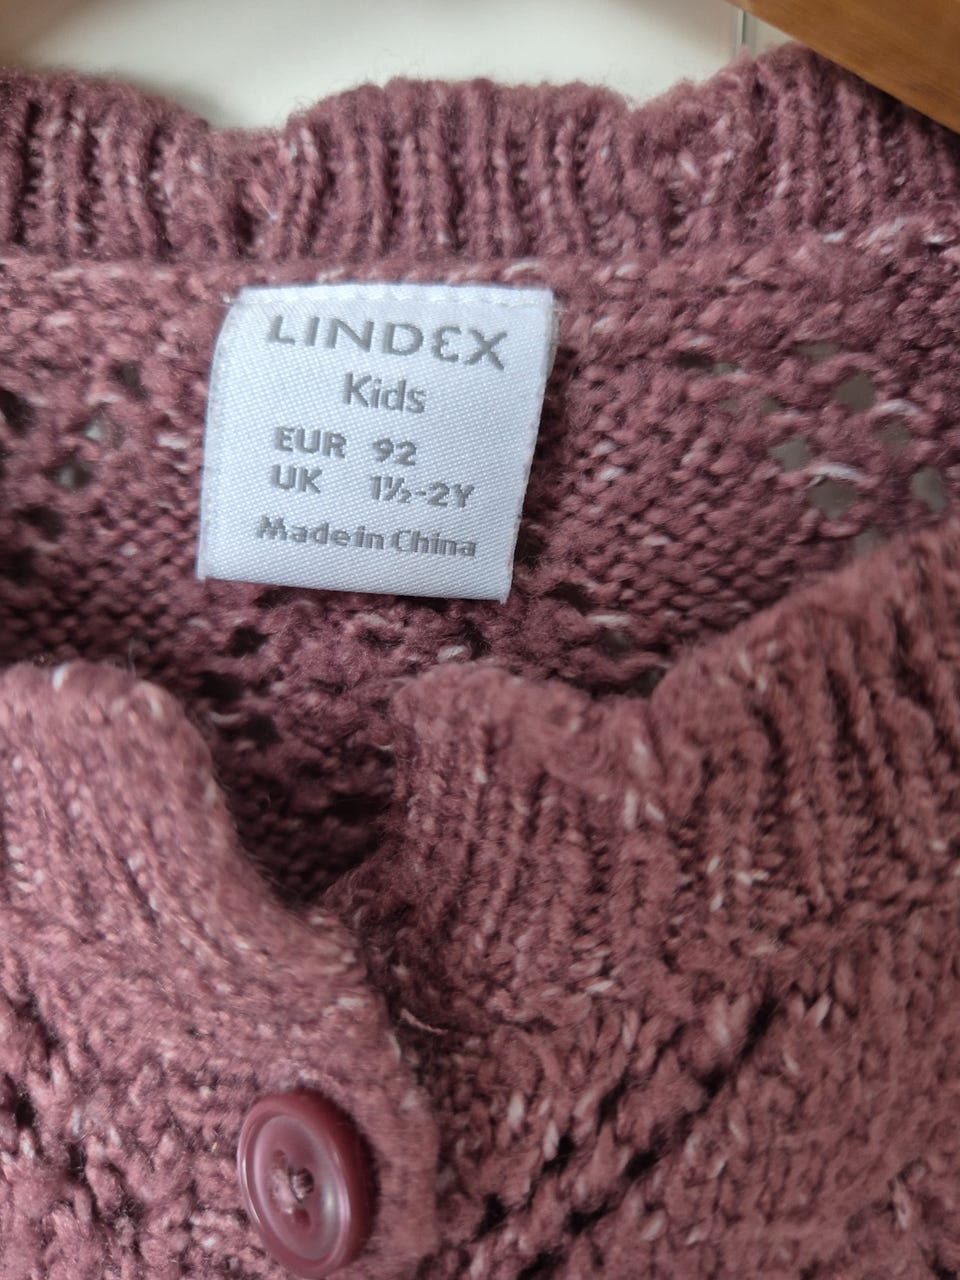 LINDEX
Kids
EUR 92
UK 1½-2Y
Made in China